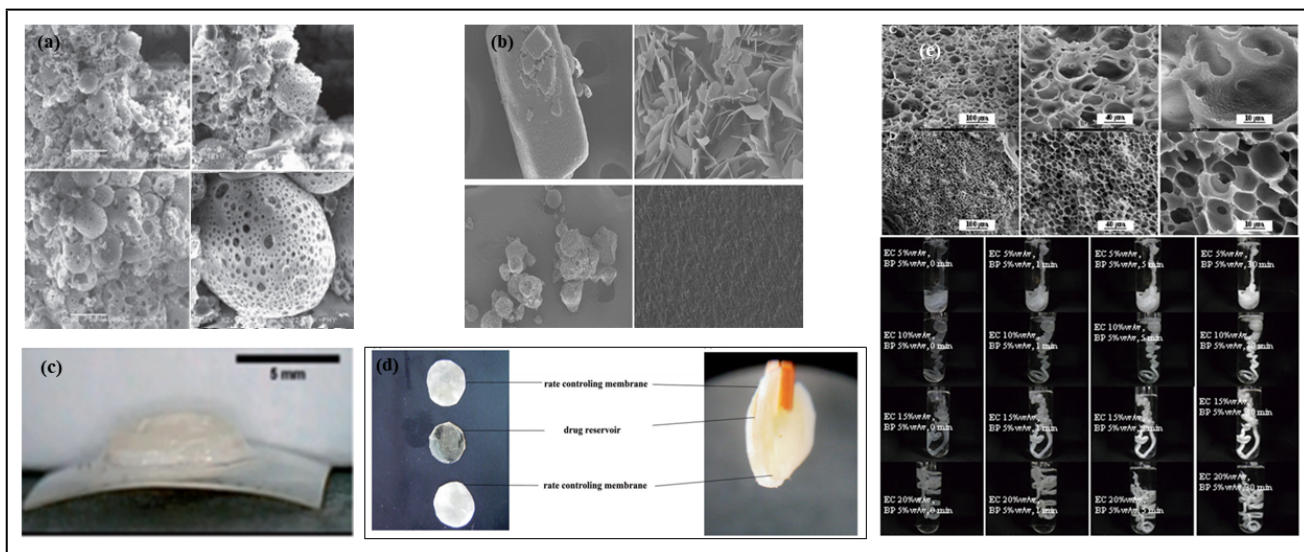 (a)
(b)
(e)
C
100 μm
40 μm
10 μm
D
100 μm
40 μm
10 μm
EC 5%w/w,
BP 5%w/w, 0 min
EC 5%w/w,
BP 5%w/w, 1 min
EC 5%w/w,
BP 5%w/w, 5 min
EC 5%w/w,
BP 5%w/w, 30 min
EC 10%w/w,
BP 5%w/w, 0 min
EC 10%w/w,
BP 5%w/w, 1 min
EC 10%w/w,
BP 5%w/w, 5 min
EC 10%w/w,
BP 5%w/w, 30 min
EC 15%w/w,
BP 5%w/w, 0 min
EC 15%w/w,
BP 5%w/w, 1 min
EC 15%w/w,
EC 15%w/w,
BP 5%w/w, 30 min
EC 20%w/w,
BP 5%w/w, 0 min
EC 20%w/w,
BP 5%w/w, 1 min
EC 20%w/w,
BP 5%w/w, 5 min
EC 20%w/w,
BP 5%w/w, 30 min
(c)
5 mm
(d)
rate controling membrane
drug reservoir
rate controling membrane